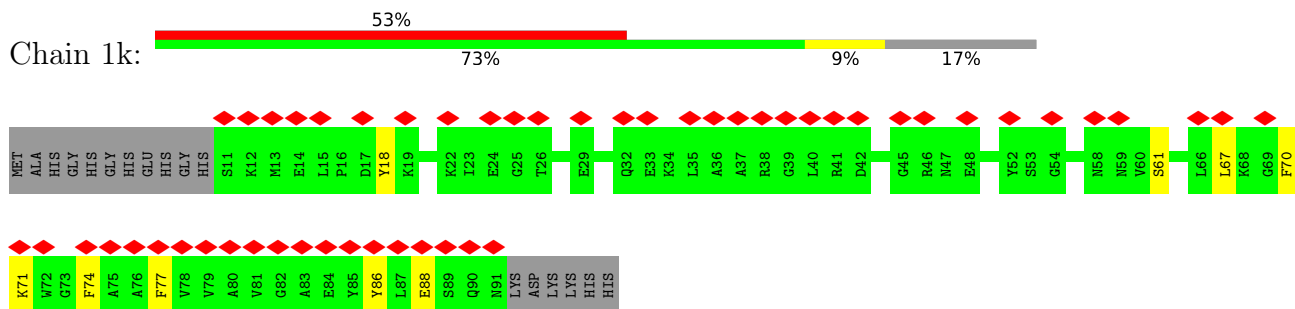 53%
Chain 1k:
73% 9% 17%
MET ALA HIS GLY HIS GLY HIS GLU HIS GLY HIS S11 K12 M13 E14 L15 P16 D17 Y18 K19 K22 I23 E24 G25 T26 E29 Q32 E33 K34 L35 A36 A37 R38 G39 L40 R41 D42 G45 R46 N47 E48 Y52 S53 G54 N58 N59 V60 S61 L66 L67 K68 G69 F70
K71 W72 G73 F74 A75 A76 F77 V78 V79 A80 V81 G82 A83 E84 Y85 Y86 L87 E88 S89 Q90 N91 LYS ASP LYS LYS HIS HIS